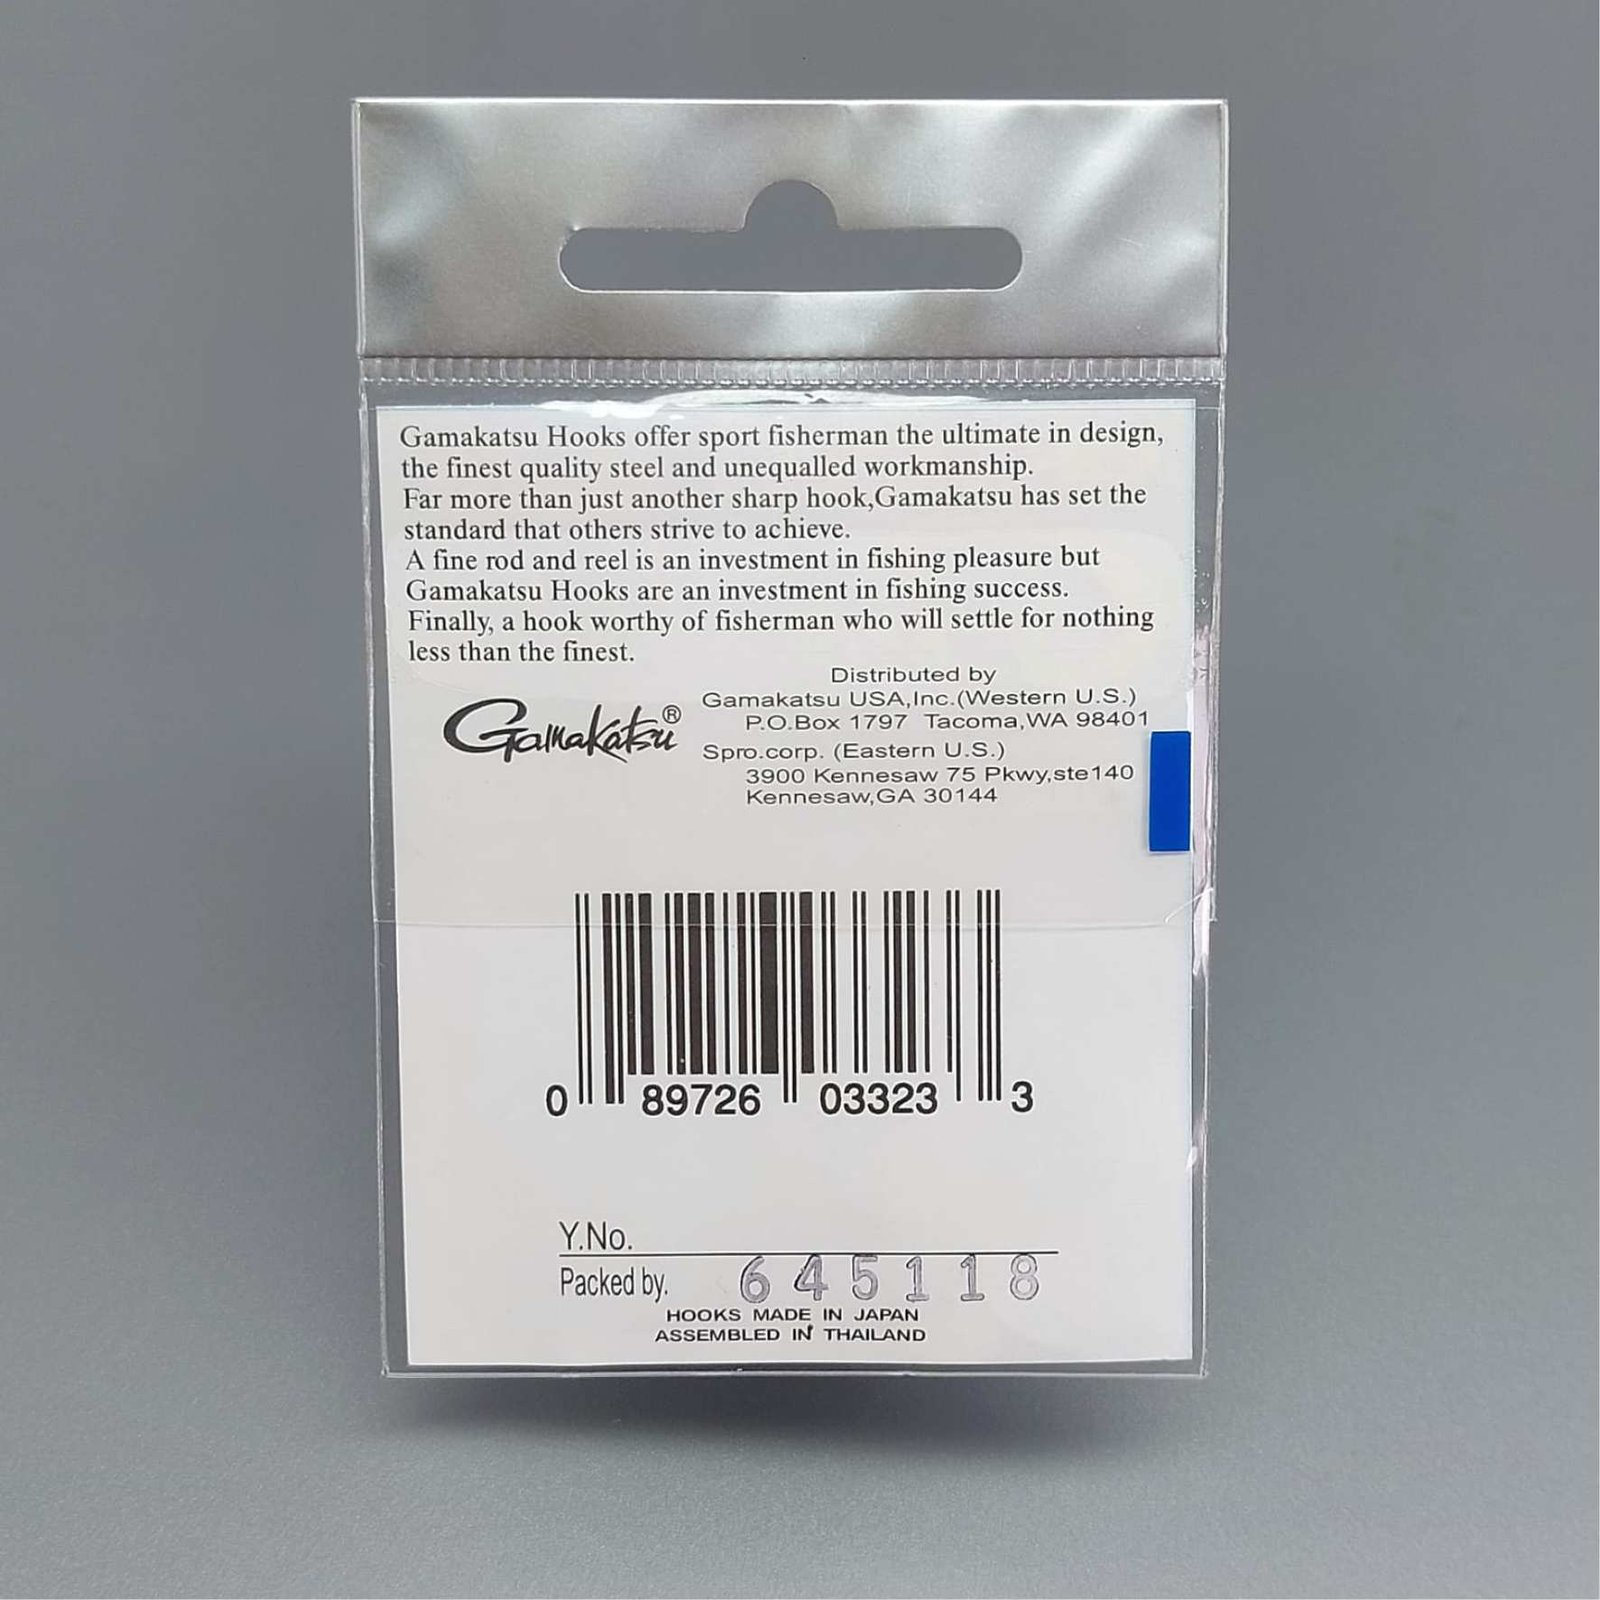 Gamakatsu Hooks offer sport fisherman the ultimate in design,
the finest quality steel and unequalled workmanship.
Far more than just another sharp hook,Gamakatsu has set the
standard that others strive to achieve.
A fine rod and reel is an investment in fishing pleasure but
Gamakatsu Hooks are an investment in fishing success.
Finally, a hook worthy of fisherman who will settle for nothing
less than the finest.
Distributed by
Gamakatsu USA,Inc.(Western U.S.)
P.O.Box 1797 Tacoma,WA 98401
Gamakatsu®
Spro.corp. (Eastern U.S.)
3900 Kennesaw 75 Pkwy,ste140
Kennesaw,GA 30144
0 89726 03323 3
Y.No.
Packed by. 645118
HOOKS MADE IN JAPAN
ASSEMBLED IN THAILAND